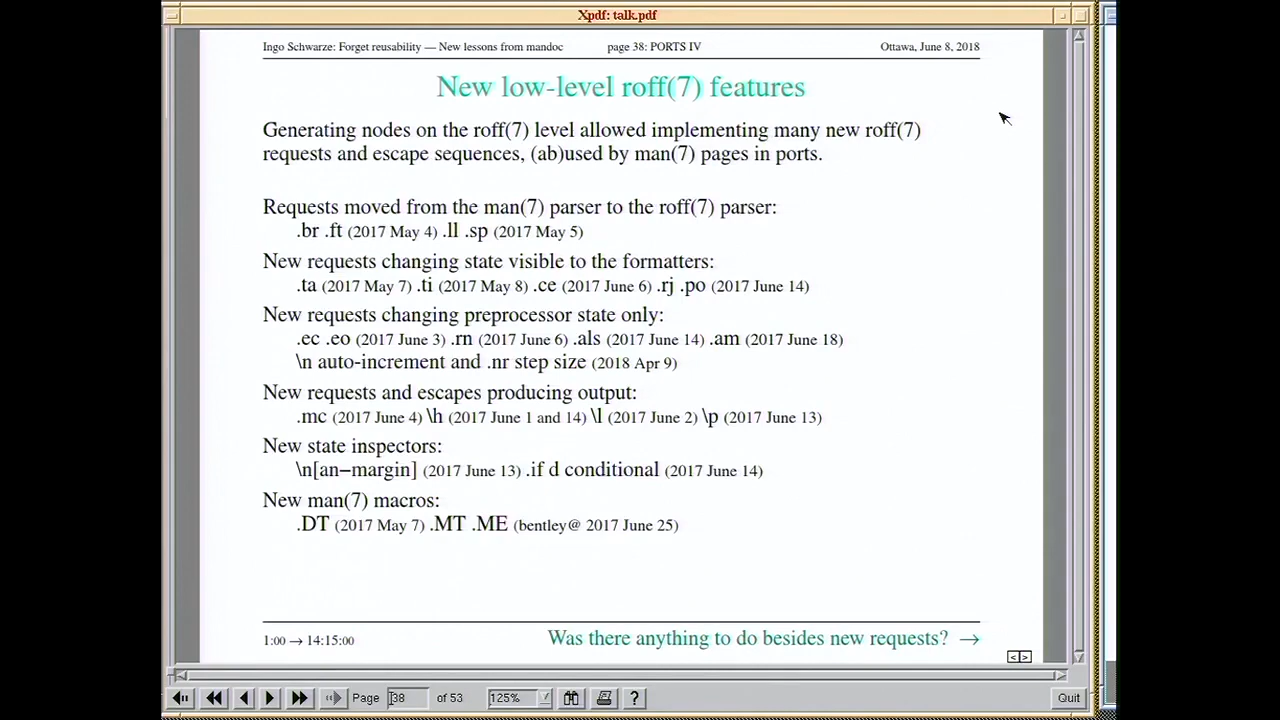 Xpdf: talk.pdf
Ingo Schwarze: Forget reusability — New lessons from mandoc page 38: PORTS IV Ottawa, June 8, 2018
New low-level roff(7) features
Generating nodes on the roff(7) level allowed implementing many new roff(7)
requests and escape sequences, (ab)used by man(7) pages in ports.
Requests moved from the man(7) parser to the roff(7) parser:
.br .ft (2017 May 4) .ll .sp (2017 May 5)
New requests changing state visible to the formatters:
.ta (2017 May 7) .ti (2017 May 8) .ce (2017 June 6) .rj .po (2017 June 14)
New requests changing preprocessor state only:
.ec .eo (2017 June 3) .rn (2017 June 6) .als (2017 June 14) .am (2017 June 18)
\n auto-increment and .nr step size (2018 Apr 9)
New requests and escapes producing output:
.mc (2017 June 4) \h (2017 June 1 and 14) \l (2017 June 2) \p (2017 June 13)
New state inspectors:
\n[an−margin] (2017 June 13) .if d conditional (2017 June 14)
New man(7) macros:
.DT (2017 May 7) .MT .ME (bentley@ 2017 June 25)
1:00 → 14:15:00 Was there anything to do besides new requests? →
Page 38 of 53 125% ? Quit